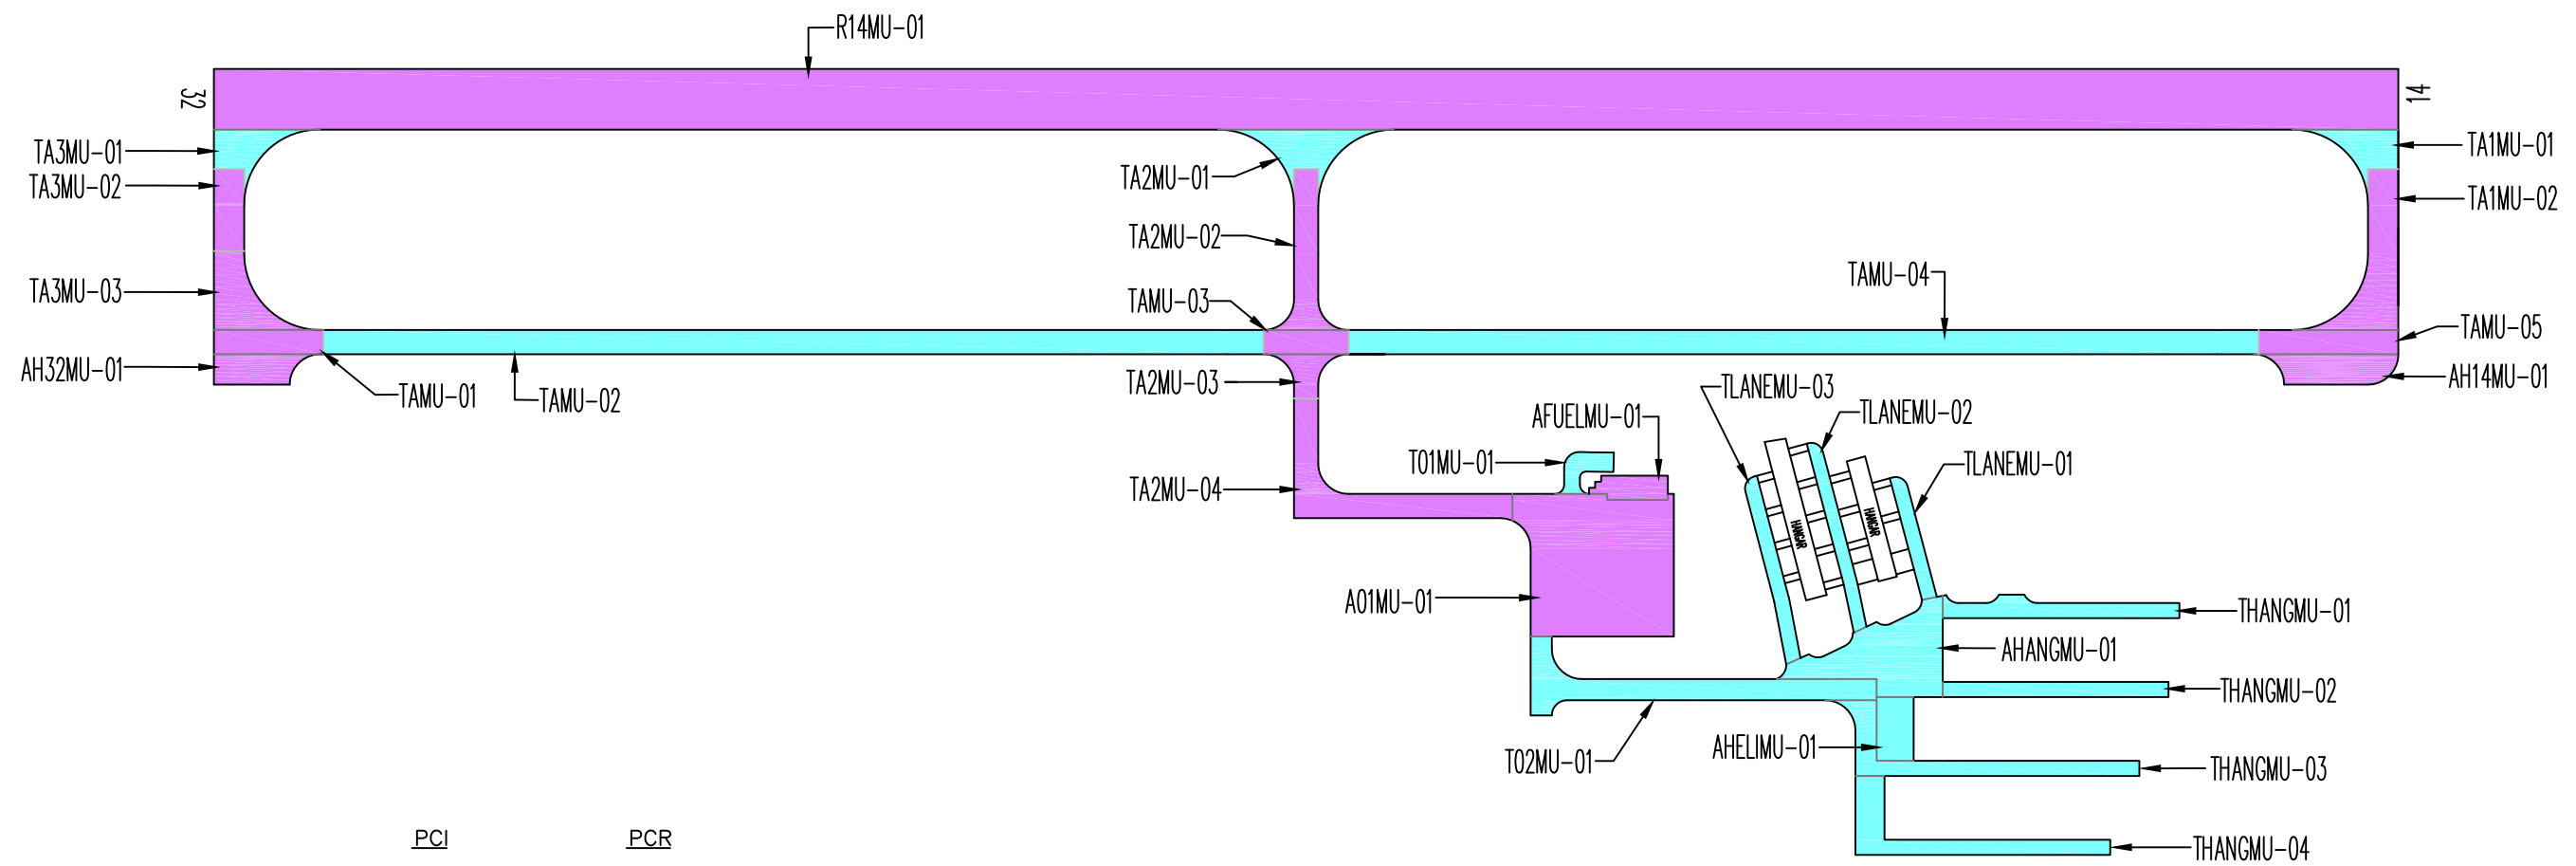 R14MU-01
32
14
TA3MU-01
TA3MU-02
TA2MU-01
TA1MU-01
TA1MU-02
TA2MU-02
TAMU-04
TA3MU-03
TAMU-03
TAMU-05
AH32MU-01
TAMU-01
TAMU-02
TA2MU-03
AH14MU-01
TLANEMU-03
TLANEMU-02
AFUELMU-01
T01MU-01
TLANEMU-01
TA2MU-04
HANGAR
HANGAR
A01MU-01
THANGMU-01
AHANGMU-01
THANGMU-02
T02MU-01
AHELIMU-01
THANGMU-03
THANGMU-04
PCI
PCR